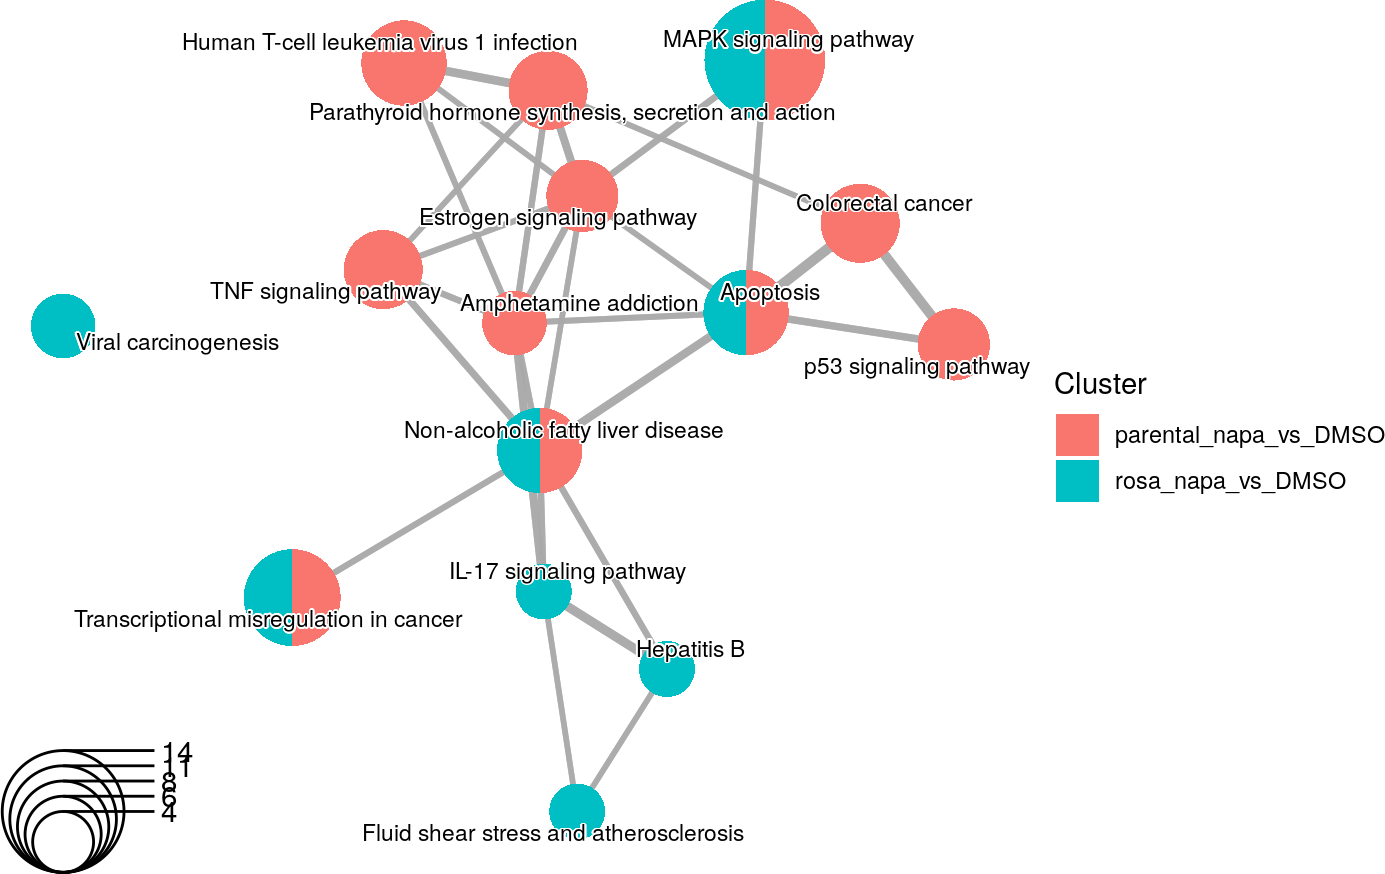 Human T-cell leukemia virus 1 infection
MAPK signaling pathway
Parathyroid hormone synthesis, secretion and action
Colorectal cancer
Estrogen signaling pathway
TNF signaling pathway
Amphetamine addiction
Apoptosis
Viral carcinogenesis
p53 signaling pathway
Cluster
parental_napa_vs_DMSO
rosa_napa_vs_DMSO
Non-alcoholic fatty liver disease
IL-17 signaling pathway
Transcriptional misregulation in cancer
Hepatitis B
14
11
8
6
4
Fluid shear stress and atherosclerosis